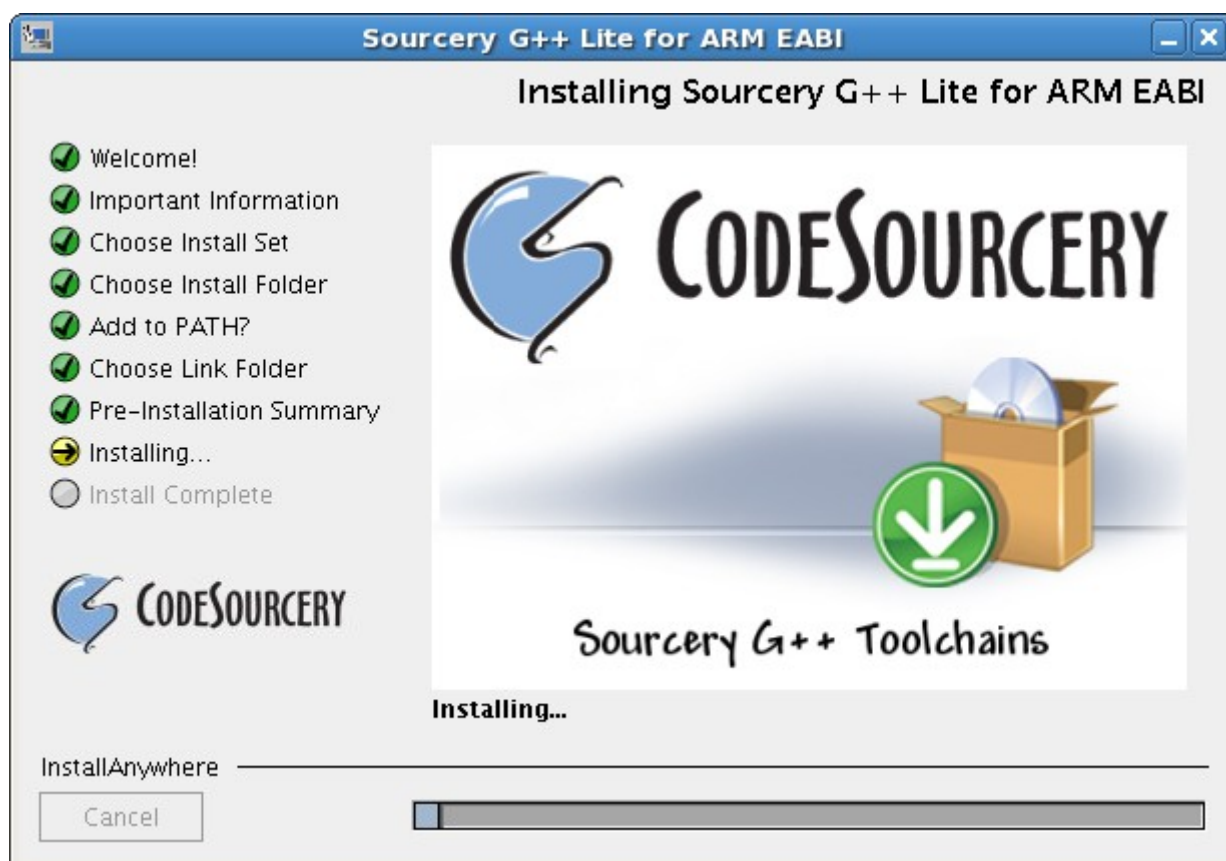 Sourcery G++ Lite for ARM EABI
Installing Sourcery G++ Lite for ARM EABI
Welcome!
Important Information
Choose Install Set
Choose Install Folder
Add to PATH?
Choose Link Folder
Pre-Installation Summary
Installing...
Install Complete
CODESOURCERY
CODESOURCERY
Sourcery G++ Toolchains
Installing...
InstallAnywhere
Cancel